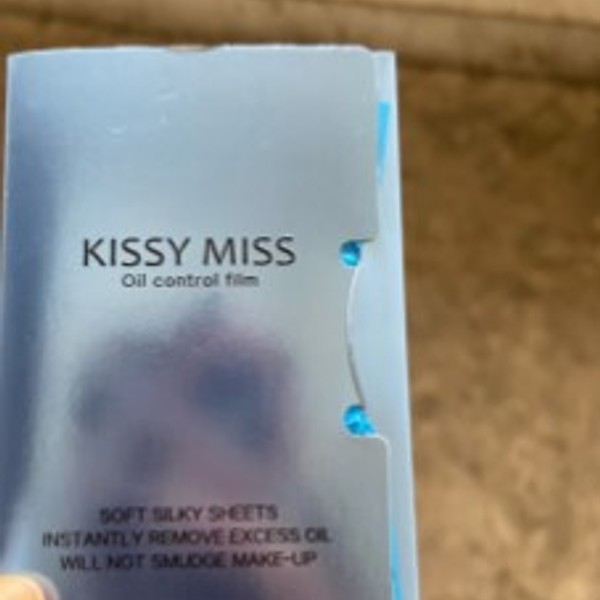 KISSY MISS
Oil control film
SOFT SILKY SHEETS
INSTANTLY REMOVE EXCESS OIL
WILL NOT SMUDGE MAKE-UP